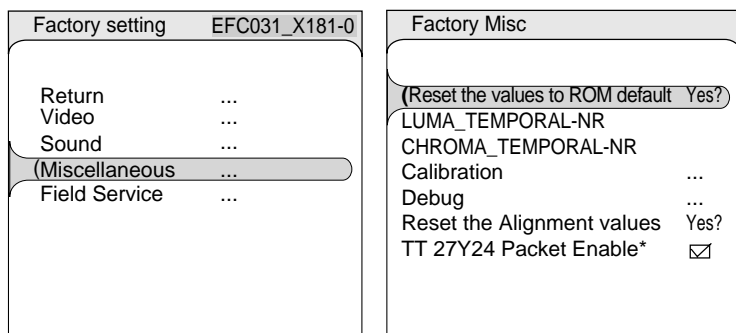 Factory setting EFC031_X181-0
Return ...
Video ...
Sound ...
(Miscellaneous ...
Field Service ...
Factory Misc
(Reset the values to ROM default Yes?
LUMA_TEMPORAL-NR
CHROMA_TEMPORAL-NR
Calibration ...
Debug ...
Reset the Alignment values Yes?
TT 27Y24 Packet Enable* ☑